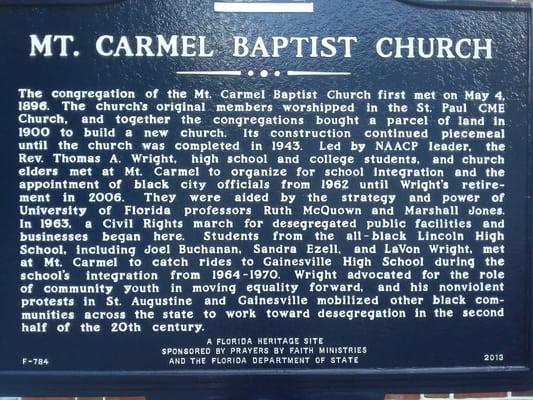 MT. CARMEL BAPTIST CHURCH
The congregation of the Mt. Carmel Baptist Church first met on May 4,
1896. The church's original members worshipped in the St. Paul CME
Church, and together the congregations bought a parcel of land in
1900 to build a new church. Its construction continued piecemeal
until the church was completed in 1943. Led by NAACP leader, the
Rev. Thomas A. Wright, high school and college students, and church
elders met at Mt. Carmel to organize for school integration and the
appointment of black city officials from 1962 until Wright's retire-
ment in 2006. They were aided by the strategy and power of
University of Florida professors Ruth McQuown and Marshall Jones.
In 1963, a Civil Rights march for desegregated public facilities and
businesses began here. Students from the all-black Lincoln High
School, including Joel Buchanan, Sandra Ezell, and LaVon Wright, met
at Mt. Carmel to catch rides to Gainesville High School during the
school's integration from 1964-1970. Wright advocated for the role
of community youth in moving equality forward, and his nonviolent
protests in St. Augustine and Gainesville mobilized other black com-
munities across the state to work toward desegregation in the second
half of the 20th century.
A FLORIDA HERITAGE SITE
SPONSORED BY PRAYERS BY FAITH MINISTRIES
F-784 AND THE FLORIDA DEPARTMENT OF STATE 2013